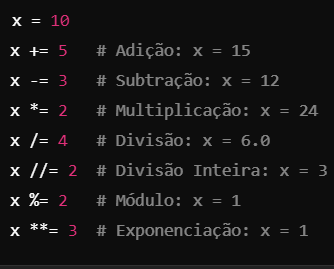 x = 10
x += 5   # Adição: x = 15
x -= 3   # Subtração: x = 12
x *= 2   # Multiplicação: x = 24
x /= 4   # Divisão: x = 6.0
x //= 2  # Divisão Inteira: x = 3
x %= 2   # Módulo: x = 1
x **= 3  # Exponenciação: x = 1